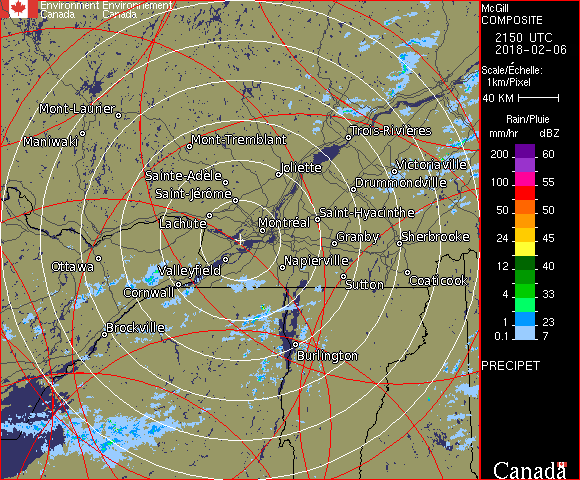 Environment Environnement
Canada Canada
McGill
COMPOSITE
2150 UTC
2018-02-06
Scale/Échelle:
1km/Pixel
40 KM
Rain/Pluie
mm/hr dBZ
200 60
100 55
50 50
24 45
12 40
4 33
1 23
0.1 7
PRECIPET
Mont-Laurier
Maniwaki
Mont-Tremblant
Trois-Rivières
Joliette
Victoriaville
Sainte-Adèle
Drummondville
Saint-Jérôme
Saint-Hyacinthe
Lachute
Montréal
Granby
Sherbrooke
Ottawa
Valleyfield
Napierville
Cornwall
Sutton
Coaticook
Brockville
Burlington
Canada